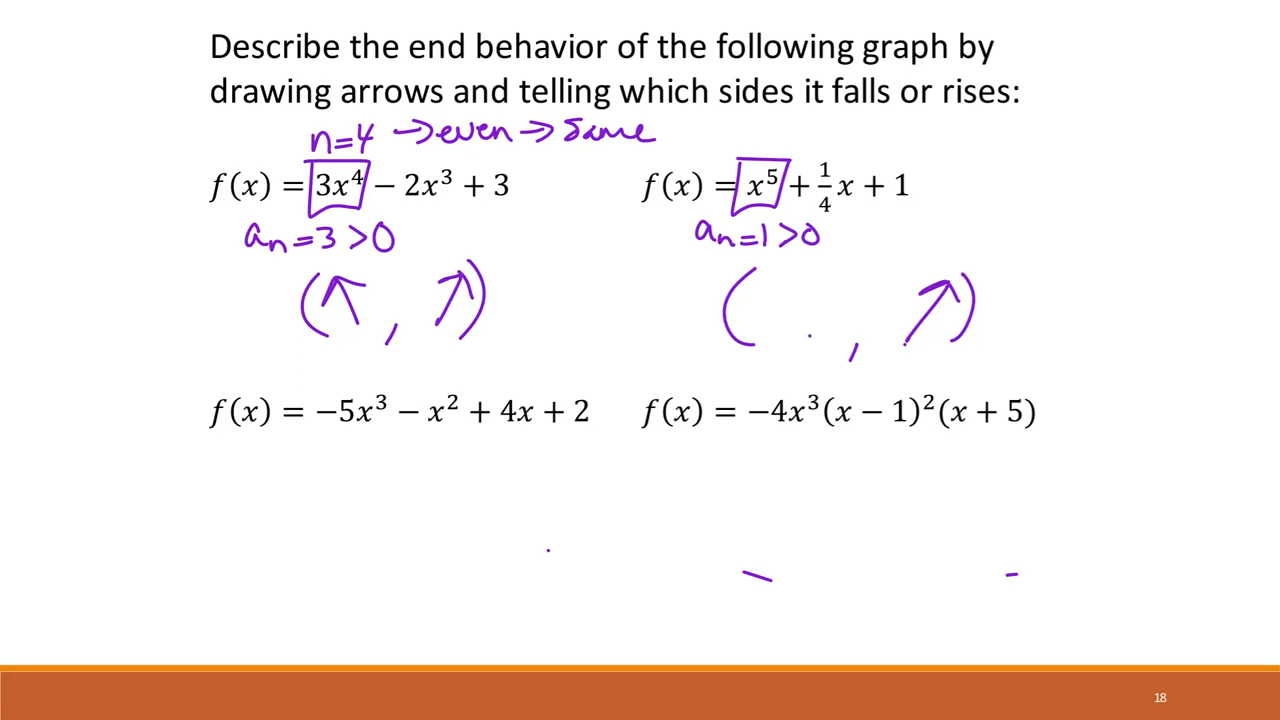 Describe the end behavior of the following graph by
drawing arrows and telling which sides it falls or rises:
n=4 → even → Same
f(x) = 3x⁴ − 2x³ + 3
f(x) = x⁵ + 1/4 x + 1
aₙ=3>0
aₙ=1>0
(↖, ↗)
( , ↗)
f(x) = −5x³ − x² + 4x + 2
f(x) = −4x³(x − 1)²(x + 5)
18